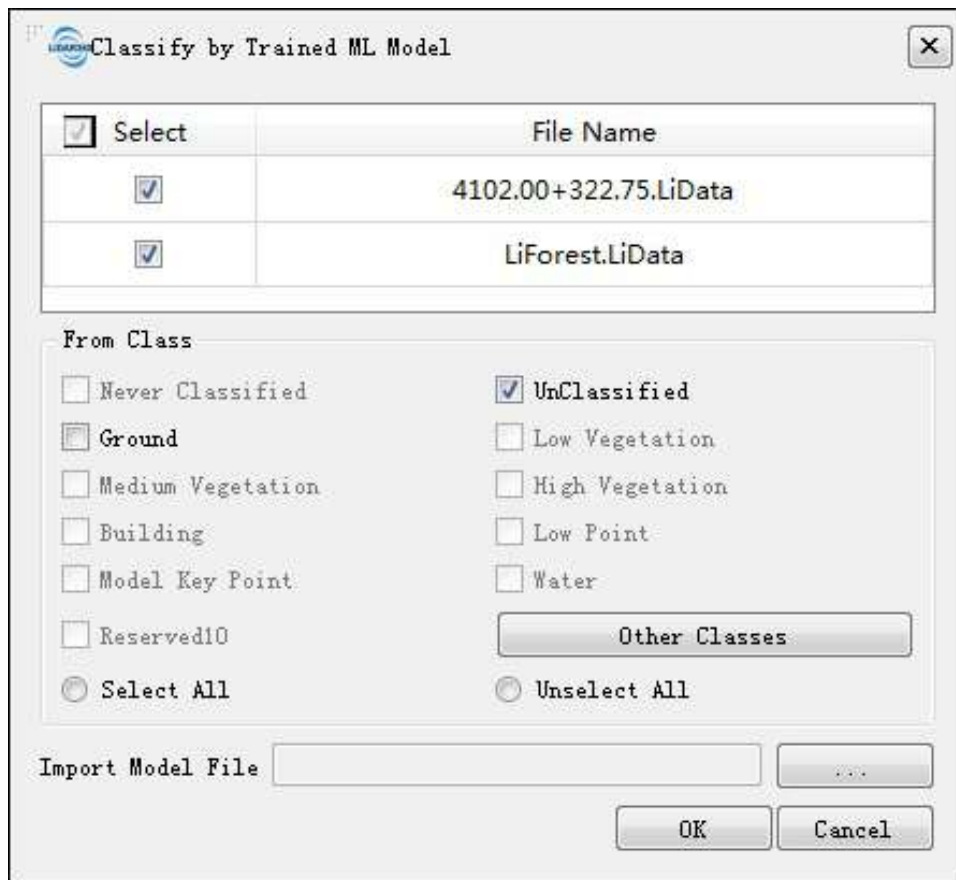 Classify by Trained ML Model
Select File Name
4102.00+322.75.LiData
LiForest.LiData
From Class
Never Classified UnClassified
Ground Low Vegetation
Medium Vegetation High Vegetation
Building Low Point
Model Key Point Water
Reserved10 Other Classes
Select All Unselect All
Import Model File ...
OK Cancel